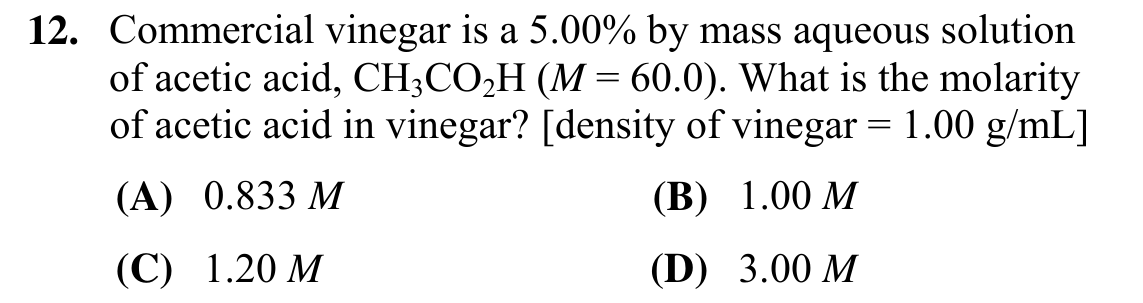 12. Commercial vinegar is a 5.00% by mass aqueous solution
of acetic acid, CH₃CO₂H (M = 60.0). What is the molarity
of acetic acid in vinegar? [density of vinegar = 1.00 g/mL]
(A) 0.833 M (B) 1.00 M
(C) 1.20 M (D) 3.00 M